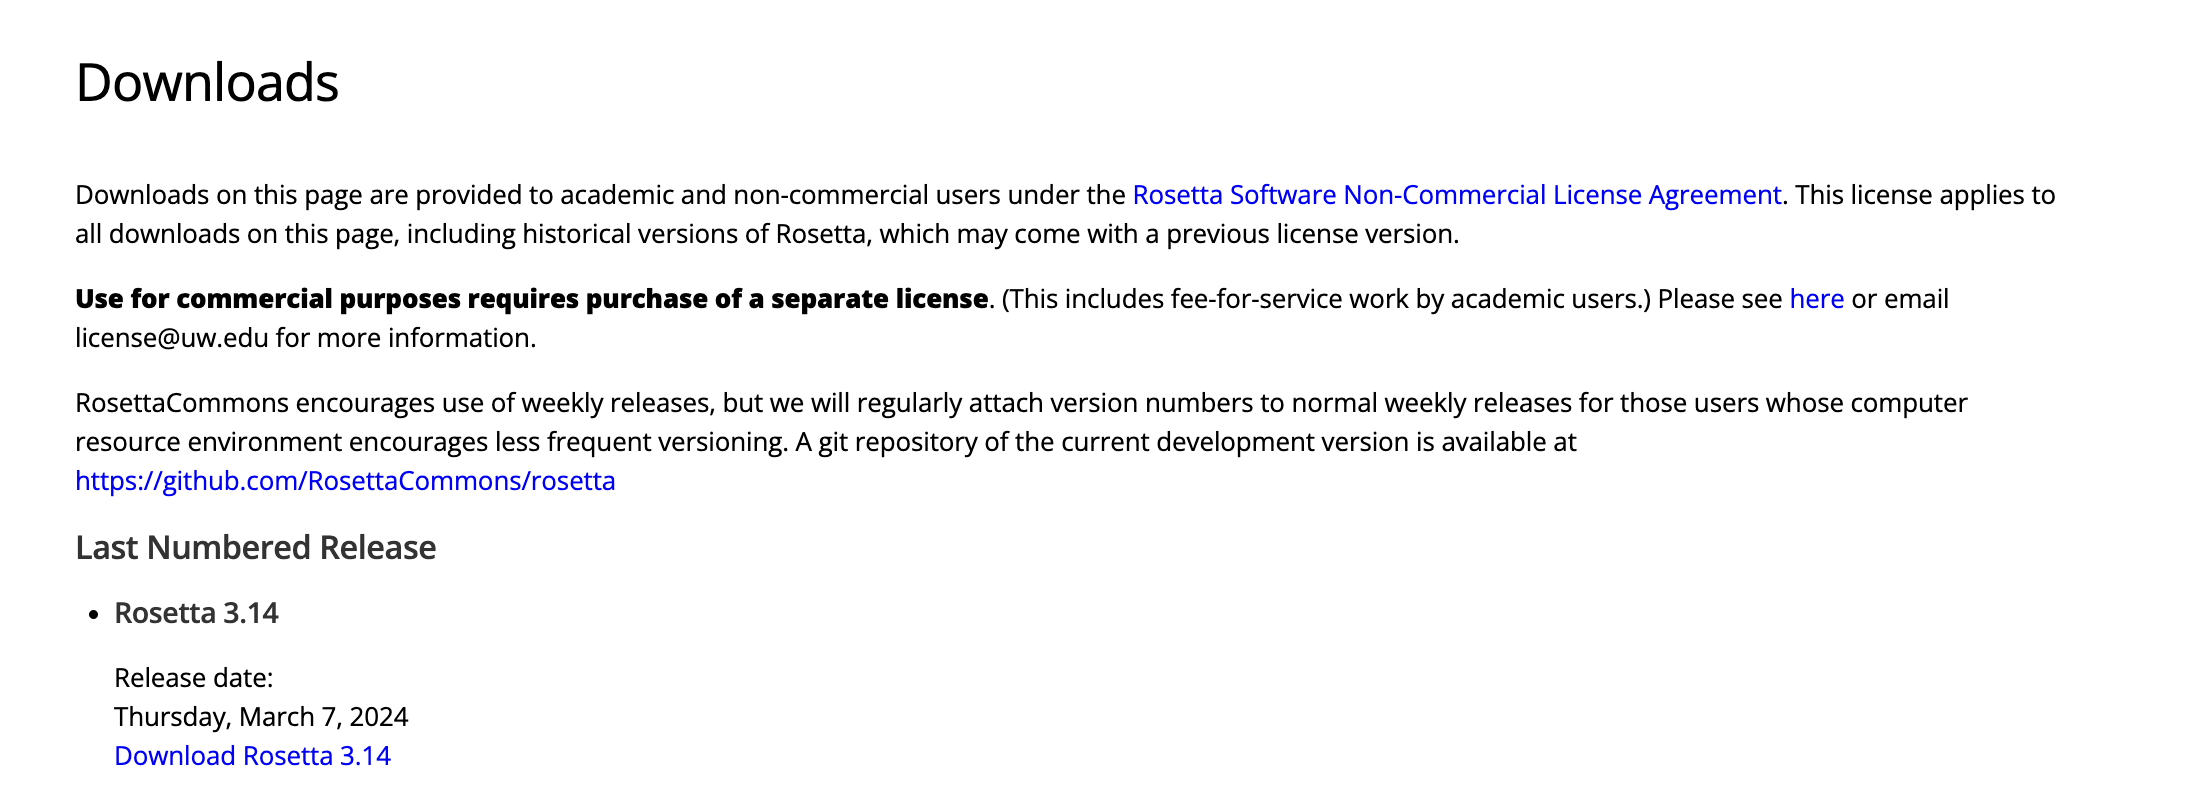 Downloads
Downloads on this page are provided to academic and non-commercial users under the Rosetta Software Non-Commercial License Agreement. This license applies to
all downloads on this page, including historical versions of Rosetta, which may come with a previous license version.
Use for commercial purposes requires purchase of a separate license. (This includes fee-for-service work by academic users.) Please see here or email
license@uw.edu for more information.
RosettaCommons encourages use of weekly releases, but we will regularly attach version numbers to normal weekly releases for those users whose computer
resource environment encourages less frequent versioning. A git repository of the current development version is available at
https://github.com/RosettaCommons/rosetta
Last Numbered Release
• Rosetta 3.14
Release date:
Thursday, March 7, 2024
Download Rosetta 3.14